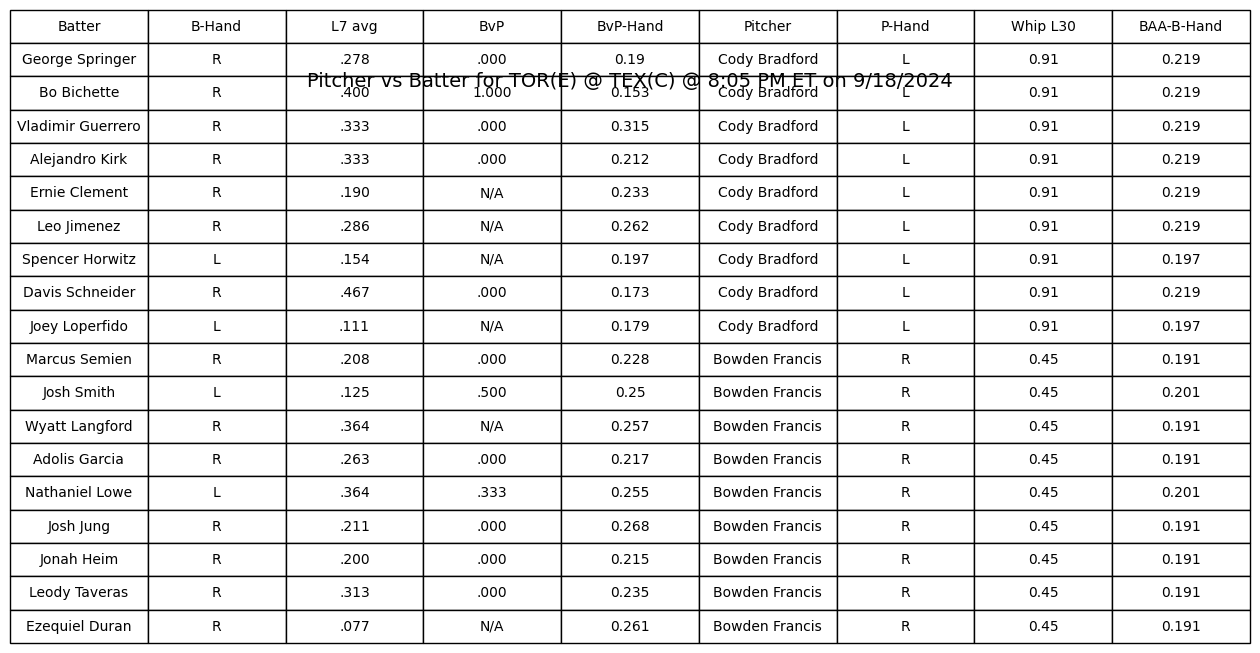 Batter B-Hand L7 avg BvP BvP-Hand Pitcher P-Hand Whip L30 BAA-B-Hand
George Springer R .278 .000 0.19 Cody Bradford L 0.91 0.219
Pitcher vs Batter for TOR(E) @ TEX(C) @ 8:05 PM ET on 9/18/2024
Bo Bichette R .400 1.000 0.153 Cody Bradford L 0.91 0.219
Vladimir Guerrero R .333 .000 0.315 Cody Bradford L 0.91 0.219
Alejandro Kirk R .333 .000 0.212 Cody Bradford L 0.91 0.219
Ernie Clement R .190 N/A 0.233 Cody Bradford L 0.91 0.219
Leo Jimenez R .286 N/A 0.262 Cody Bradford L 0.91 0.219
Spencer Horwitz L .154 N/A 0.197 Cody Bradford L 0.91 0.197
Davis Schneider R .467 .000 0.173 Cody Bradford L 0.91 0.219
Joey Loperfido L .111 N/A 0.179 Cody Bradford L 0.91 0.197
Marcus Semien R .208 .000 0.228 Bowden Francis R 0.45 0.191
Josh Smith L .125 .500 0.25 Bowden Francis R 0.45 0.201
Wyatt Langford R .364 N/A 0.257 Bowden Francis R 0.45 0.191
Adolis Garcia R .263 .000 0.217 Bowden Francis R 0.45 0.191
Nathaniel Lowe L .364 .333 0.255 Bowden Francis R 0.45 0.201
Josh Jung R .211 .000 0.268 Bowden Francis R 0.45 0.191
Jonah Heim R .200 .000 0.215 Bowden Francis R 0.45 0.191
Leody Taveras R .313 .000 0.235 Bowden Francis R 0.45 0.191
Ezequiel Duran R .077 N/A 0.261 Bowden Francis R 0.45 0.191